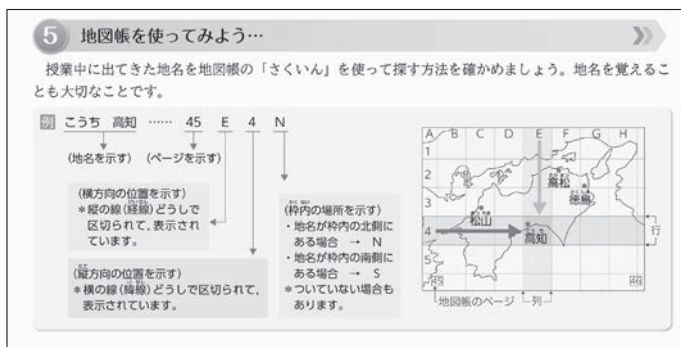 5 地図帳を使ってみよう…
授業中に出てきた地名を地図帳の「さくいん」を使って探す方法を確かめましょう。地名を覚えるこ
とも大切なことです。
例 こうち 高知 …… 45 E 4 N
(地名を示す) (ページを示す)
(横方向の位置を示す)
*縦の線(経線)どうしで
区切られて,表示され
ています。
(縦方向の位置を示す)
*横の線(緯線)どうしで区切られて,
表示されています。
(枠内の場所を示す)
・地名が枠内の北側に
ある場合 → N
・地名が枠内の南側に
ある場合 → S
*ついていない場合も
あります。
A B C D E F G H
1
2
3
4
5
高松
徳島
松山
高知
行
45
46
地図帳のページ
列